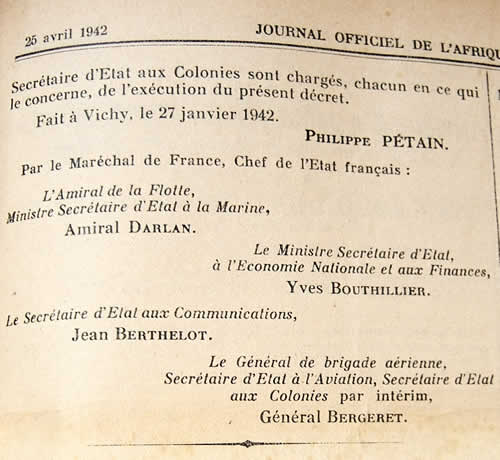 25 avril 1942
JOURNAL OFFICIEL DE L'AFRIQU
Secrétaire d'Etat aux Colonies sont chargés, chacun en ce qui
le concerne, de l'exécution du présent décret.
Fait à Vichy, le 27 janvier 1942.
PHILIPPE PÉTAIN.
Par le Maréchal de France, Chef de l'Etat français :
L'Amiral de la Flotte,
Ministre Secrétaire d'Etat à la Marine,
Amiral DARLAN.
Le Ministre Secrétaire d'Etat,
à l'Economie Nationale et aux Finances,
Yves BOUTHILLIER.
Le Secrétaire d'Etat aux Communications,
Jean BERTHELOT.
Le Général de brigade aérienne,
Secrétaire d'Etat à l'Aviation, Secrétaire d'Etat
aux Colonies par intérim,
Général BERGERET.